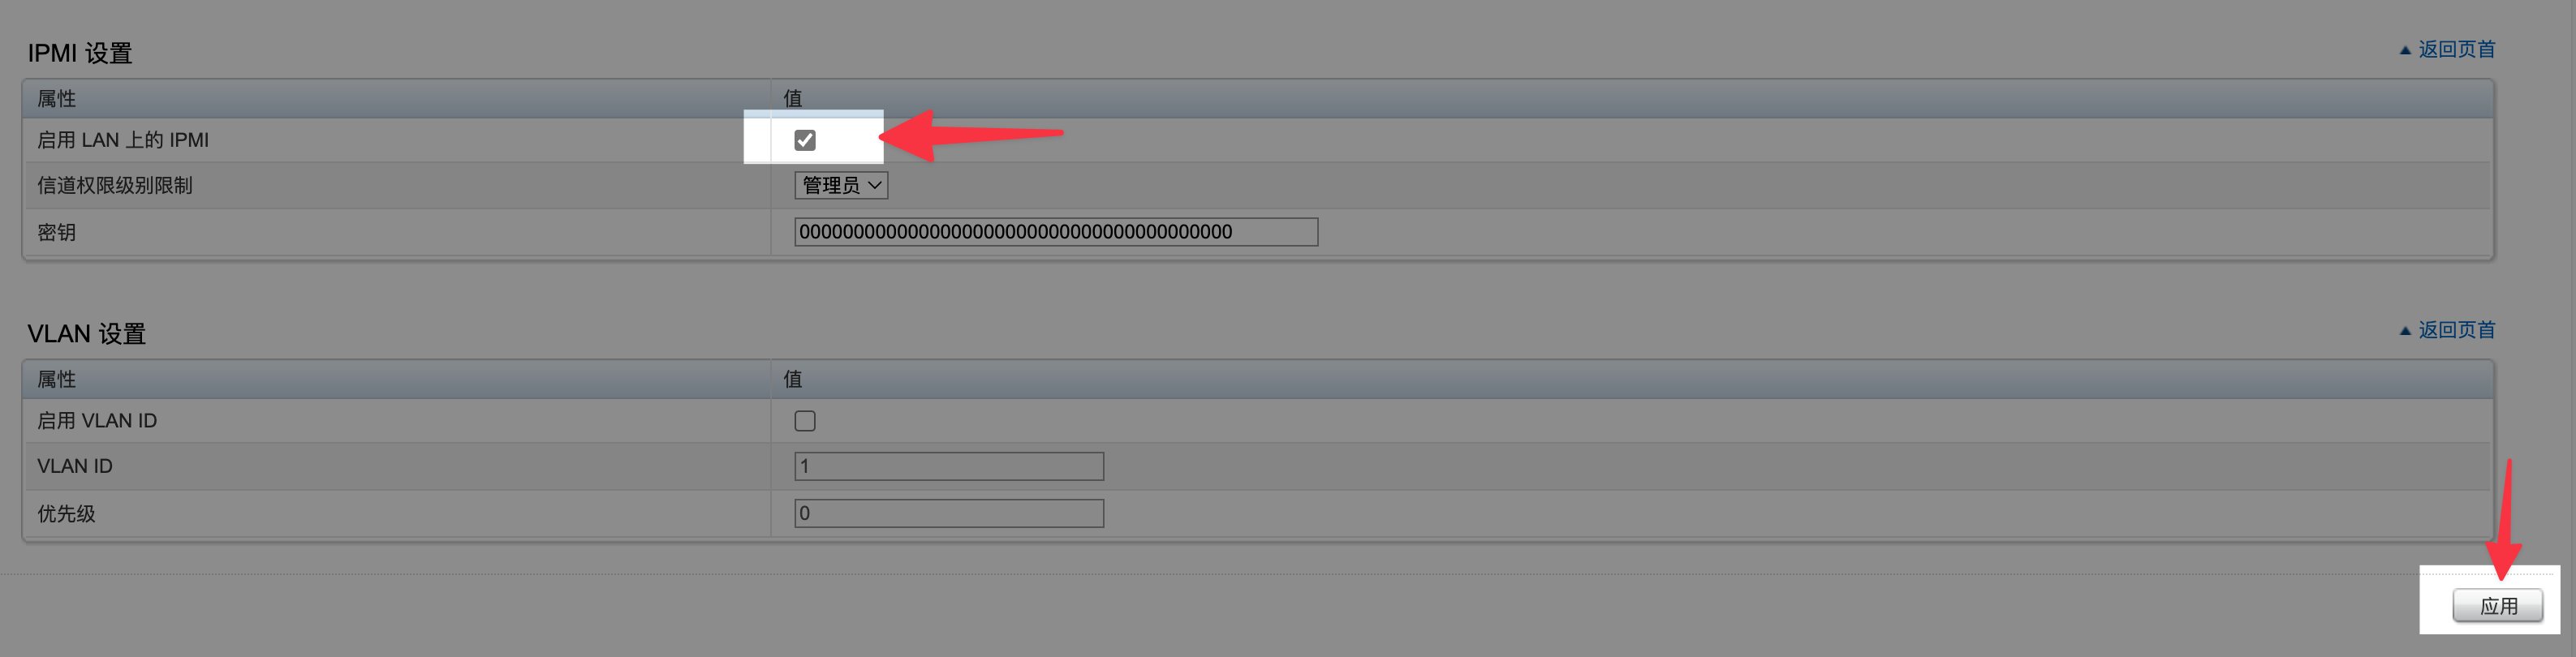 IPMI 设置
▲ 返回页首
属性 值
启用 LAN 上的 IPMI
信道权限级别限制 管理员
密钥 0000000000000000000000000000000000000000
VLAN 设置
▲ 返回页首
属性 值
启用 VLAN ID
VLAN ID 1
优先级 0
应用